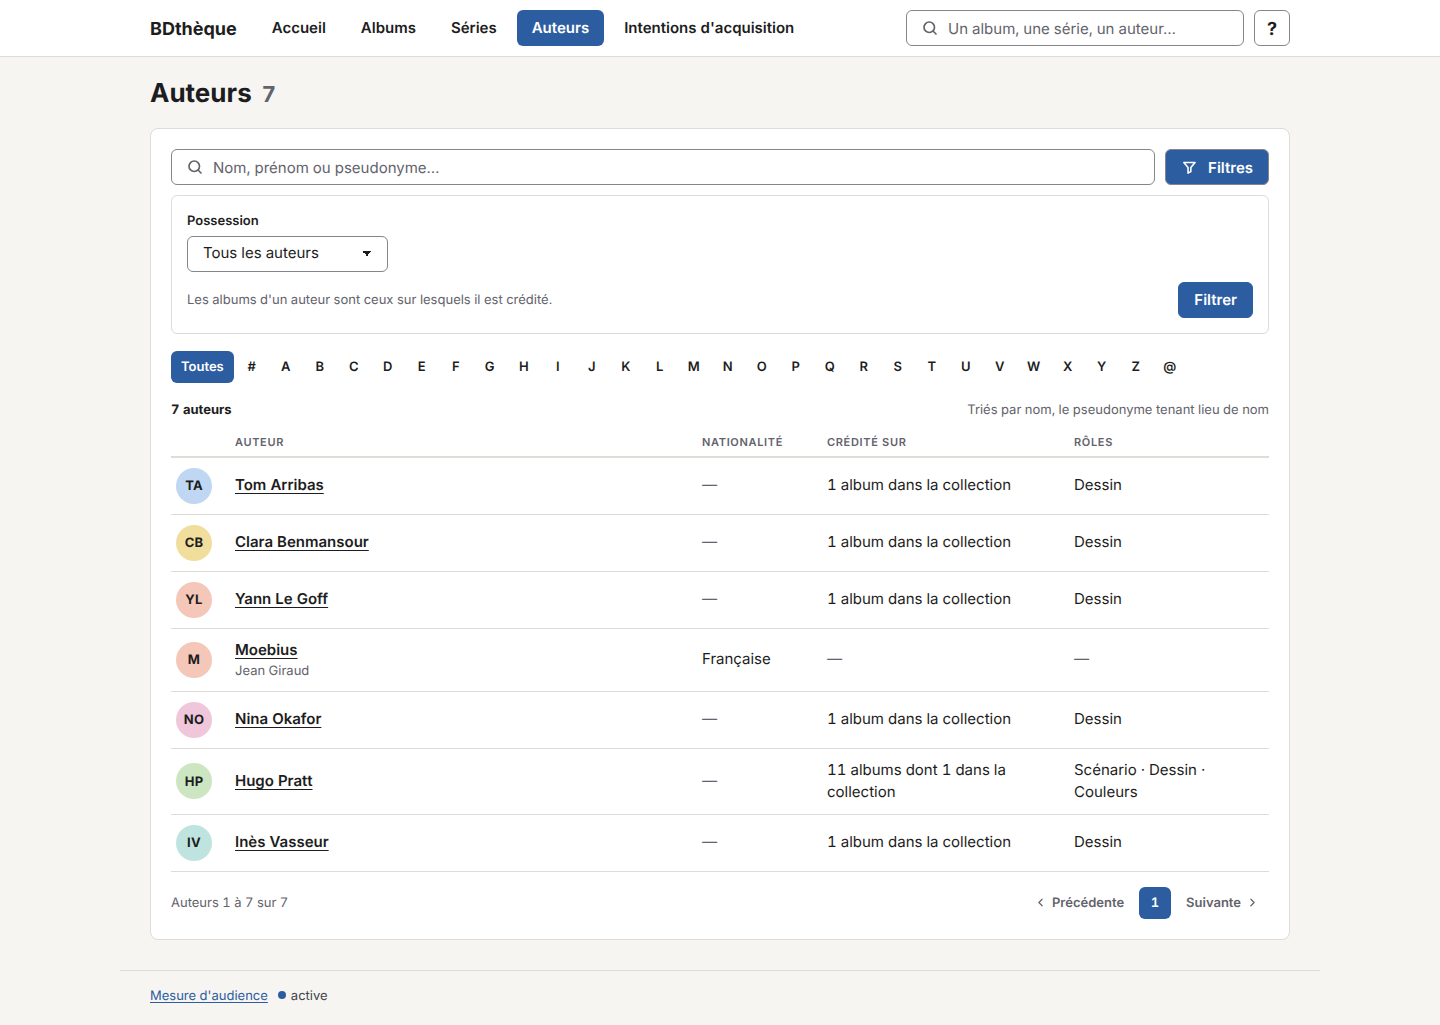 BDthèque Accueil Albums Séries Auteurs Intentions d'acquisition Un album, une série, un auteur... ?
Auteurs 7
Nom, prénom ou pseudonyme... Filtres
Possession
Tous les auteurs
Les albums d'un auteur sont ceux sur lesquels il est crédité. Filtrer
Toutes # A B C D E F G H I J K L M N O P Q R S T U V W X Y Z @
7 auteurs Triés par nom, le pseudonyme tenant lieu de nom
AUTEUR NATIONALITÉ CRÉDITÉ SUR RÔLES
TA Tom Arribas — 1 album dans la collection Dessin
CB Clara Benmansour — 1 album dans la collection Dessin
YL Yann Le Goff — 1 album dans la collection Dessin
M Moebius Française — —
Jean Giraud
NO Nina Okafor — 1 album dans la collection Dessin
HP Hugo Pratt — 11 albums dont 1 dans la Scénario · Dessin ·
collection Couleurs
IV Inès Vasseur — 1 album dans la collection Dessin
Auteurs 1 à 7 sur 7 Précédente 1 Suivante
Mesure d'audience active